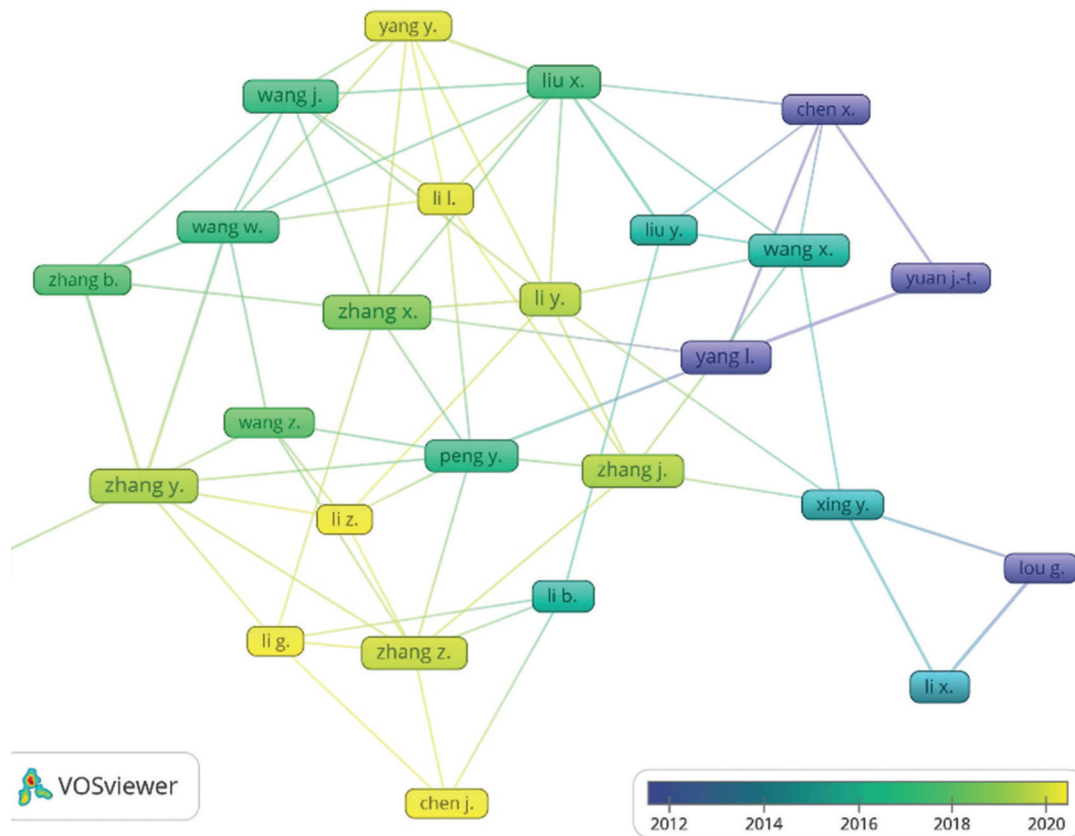 yang y.
liu x.
wang j.
chen x.
li l.
wang w.
liu y.
wang x.
zhang b.
yuan j.-t.
li y.
zhang x.
yang l.
wang z.
peng y.
zhang j.
zhang y.
xing y.
li z.
lou g.
li b.
li g.
zhang z.
li x.
VOSviewer
chen j.
2012 2014 2016 2018 2020